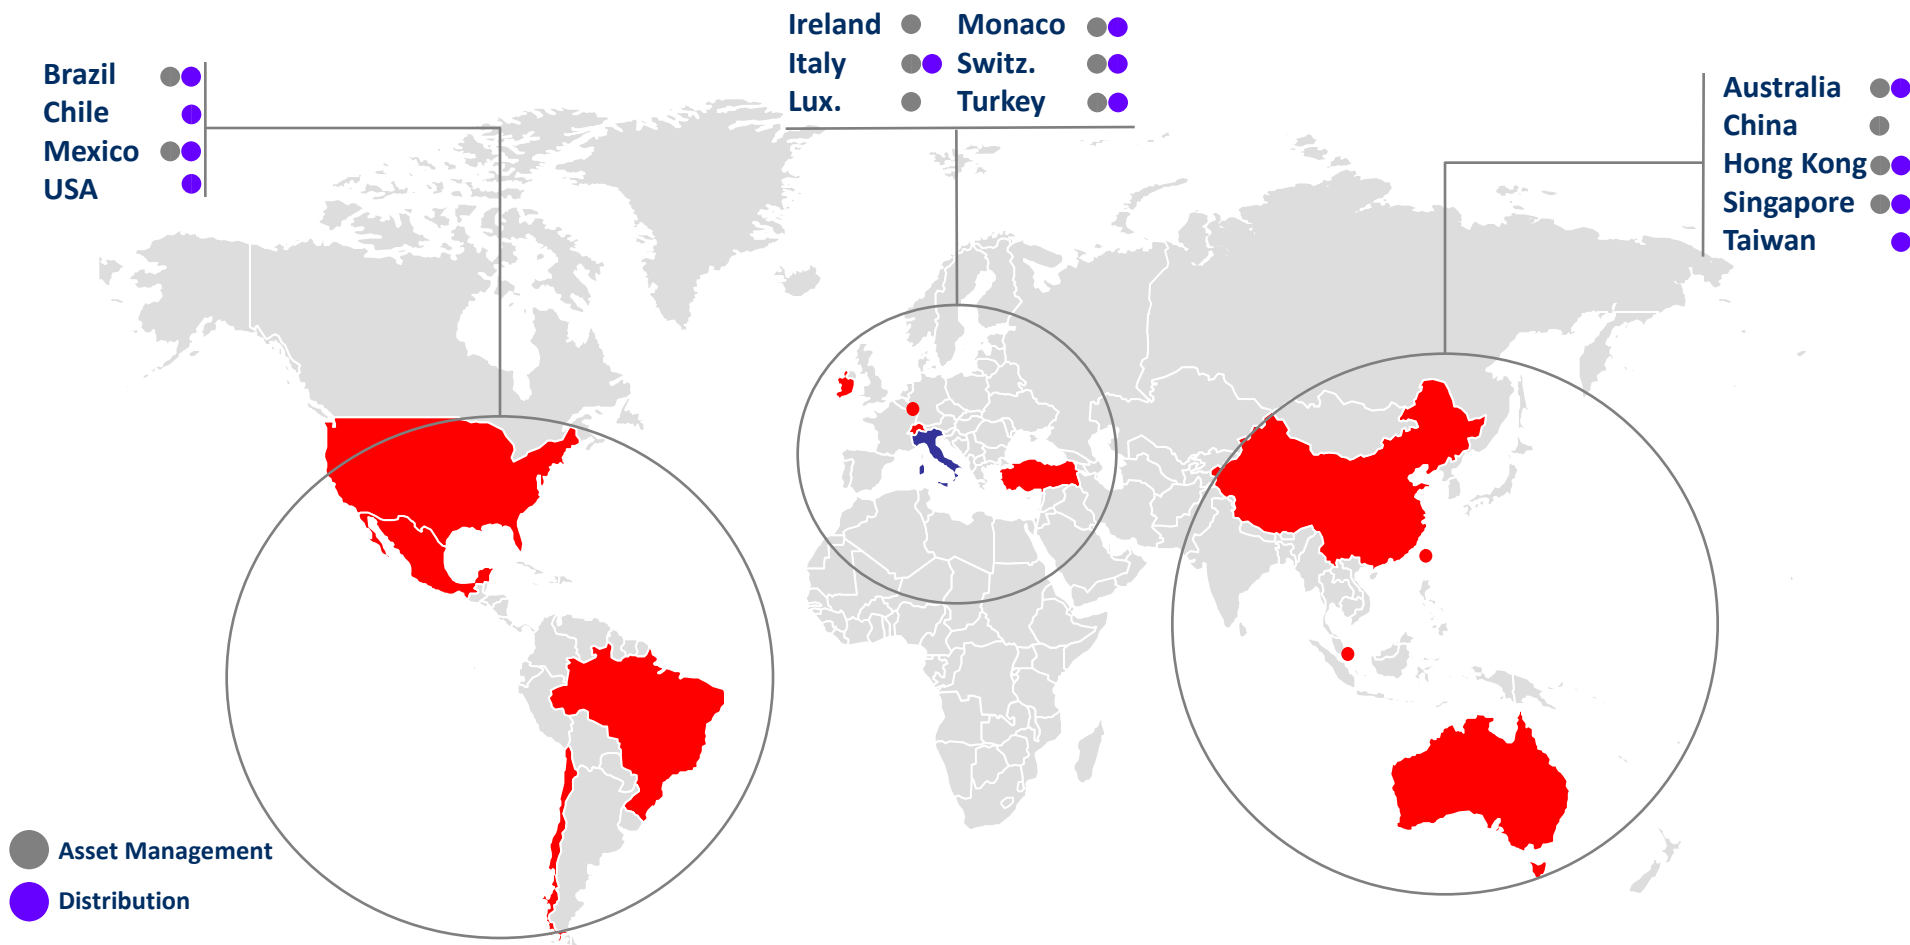 Ireland
Monaco
Italy
Switz.
Lux.
Turkey
Brazil
Chile
Mexico
USA
Australia
China
Hong Kong
Singapore
Taiwan
Asset Management
Distribution